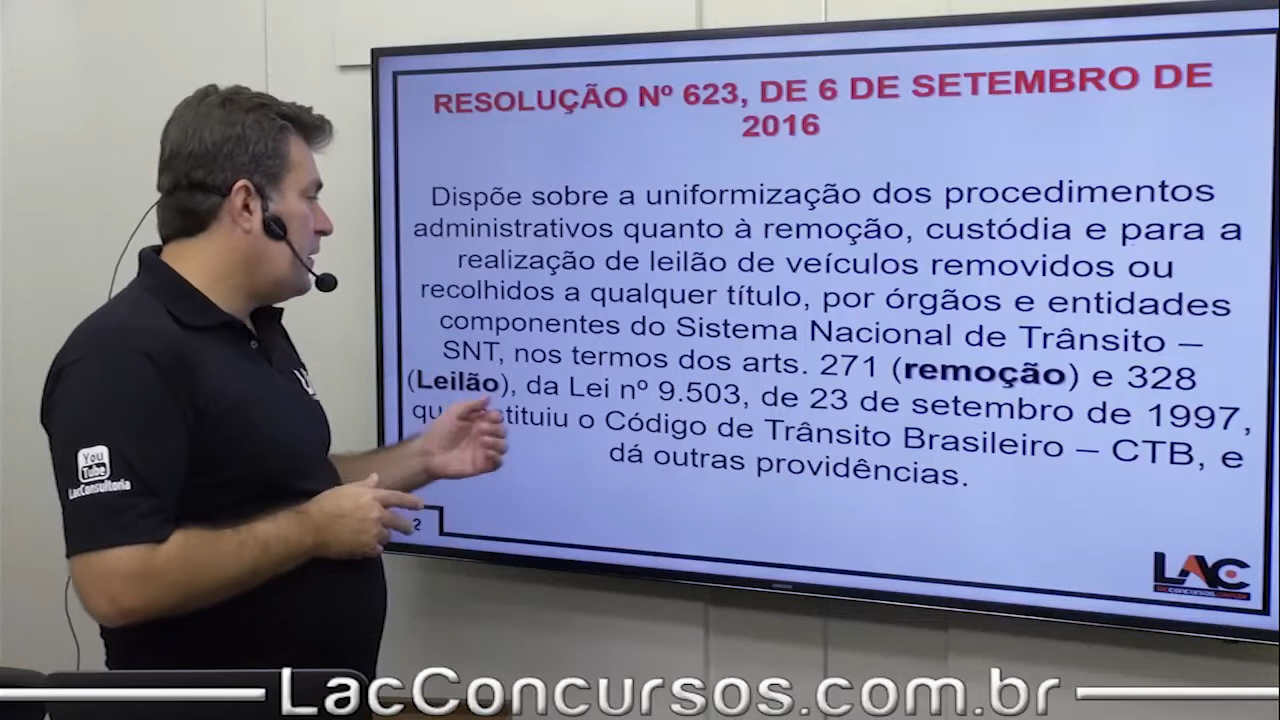 RESOLUÇÃO Nº 623, DE 6 DE SETEMBRO DE
2016
Dispõe sobre a uniformização dos procedimentos
administrativos quanto à remoção, custódia e para a
realização de leilão de veículos removidos ou
recolhidos a qualquer título, por órgãos e entidades
componentes do Sistema Nacional de Trânsito –
SNT, nos termos dos arts. 271 (remoção) e 328
(Leilão), da Lei nº 9.503, de 23 de setembro de 1997,
o Código de Trânsito Brasileiro – CTB, e
dá outras providências.
2
LAC
You
Tube
LacConsultoria
LacConcursos.com.br